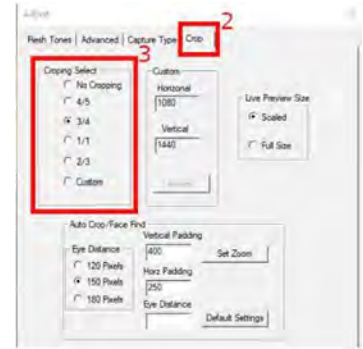 Adjust
2
Flesh Tones Advanced Capture Type Crop
3
Croping Select
No Cropping
4/5
3/4
1/1
2/3
Custom
Custom
Horizonal
1080
Vertical
1440
Live Preview Size
Scaled
Full Size
Auto Crop/Face Find
Eye Distance
120 Pixels
150 Pixels
180 Pixels
Vertical Padding
400
Horz Padding
250
Eye Distance
Set Zoom
Default Settings